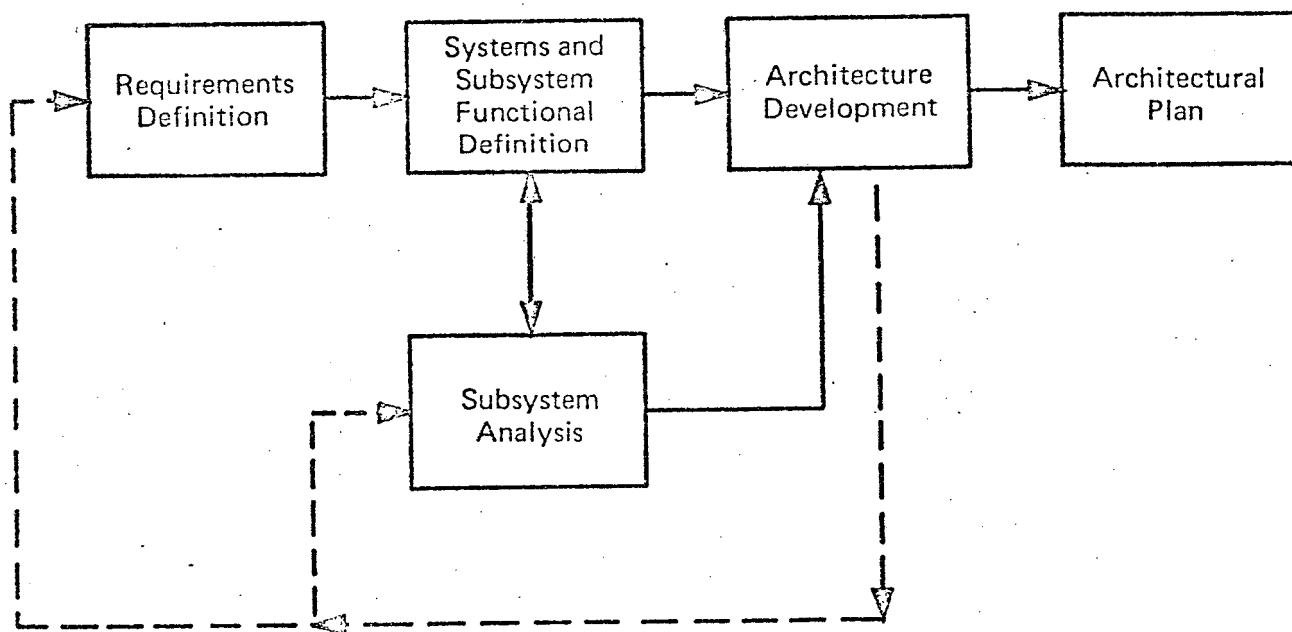 Requirements
Definition
Systems and
Subsystem
Functional
Definition
Architecture
Development
Architectural
Plan
Subsystem
Analysis